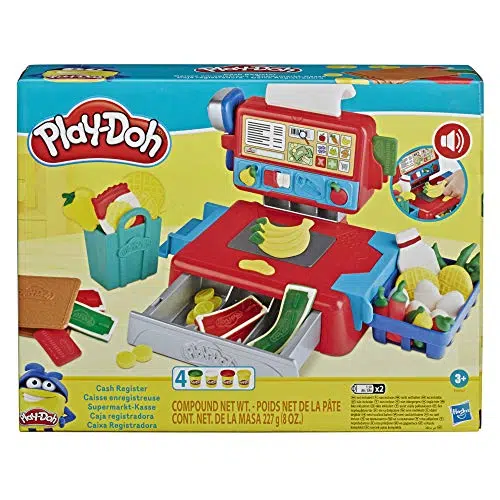 Play-Doh
Play-Doh
Cash Register
Caisse enregistreuse
Supermarkt-Kasse
Caja registradora
Caixa Registradora
4
COMPOUND NET WT. - POIDS NET DE LA PÂTE
CONT. NET. DE LA MASA 227 g (8 OZ.)
x2
3+
Hasbro